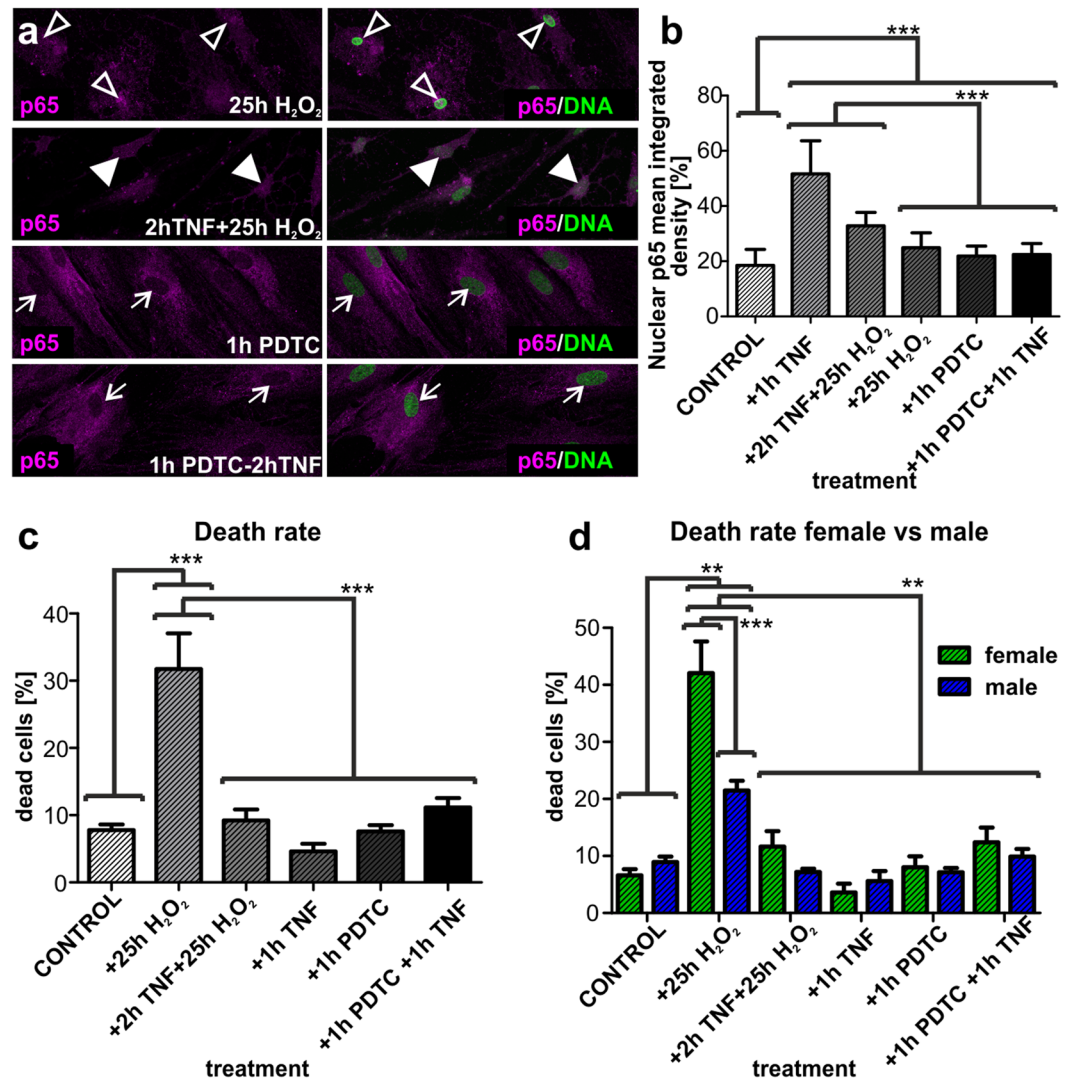 a
p65
25h H₂O₂
p65/DNA
p65
2hTNF+25h H₂O₂
p65/DNA
p65
1h PDTC
p65/DNA
p65
1h PDTC-2hTNF
p65/DNA
b
***
***
Nuclear p65 mean integrated
density [%]
80
60
40
20
0
CONTROL
+1h TNF
+2h TNF+25h H₂O₂
+25h H₂O₂
+1h PDTC
+1h PDTC+1h TNF
treatment
c
Death rate
***
***
dead cells [%]
40
30
20
10
0
CONTROL
+25h H₂O₂
+2h TNF+25h H₂O₂
+1h TNF
+1h PDTC
+1h PDTC +1h TNF
treatment
d
Death rate female vs male
**
**
***
female
male
dead cells [%]
50
40
30
20
10
0
CONTROL
+25h H₂O₂
+2h TNF+25h H₂O₂
+1h TNF
+1h PDTC
+1h PDTC +1h TNF
treatment